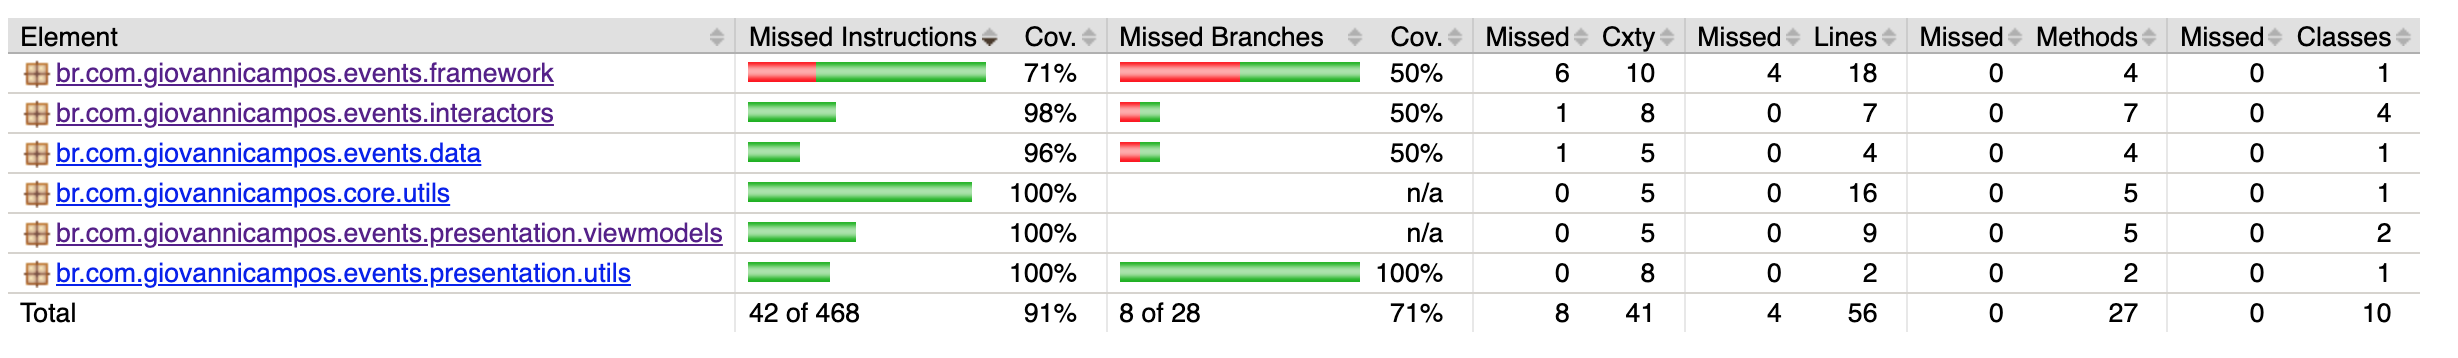 Element Missed Instructions Cov. Missed Branches Cov. Missed Cxty Missed Lines Missed Methods Missed Classes
br.com.giovannicampos.events.framework 71% 50% 6 10 4 18 0 4 0 1
br.com.giovannicampos.events.interactors 98% 50% 1 8 0 7 0 7 0 4
br.com.giovannicampos.events.data 96% 50% 1 5 0 4 0 4 0 1
br.com.giovannicampos.core.utils 100% n/a 0 5 0 16 0 5 0 1
br.com.giovannicampos.events.presentation.viewmodels 100% n/a 0 5 0 9 0 5 0 2
br.com.giovannicampos.events.presentation.utils 100% 100% 0 8 0 2 0 2 0 1
Total 42 of 468 91% 8 of 28 71% 8 41 4 56 0 27 0 10